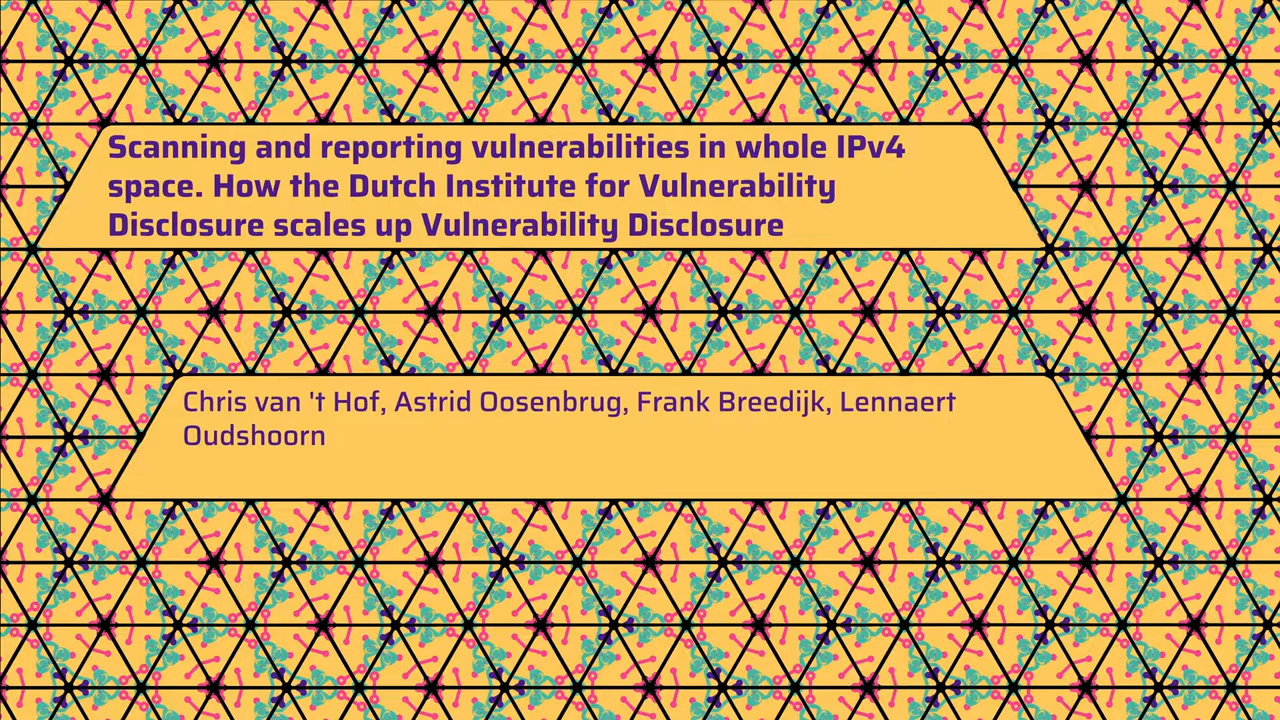 Scanning and reporting vulnerabilities in whole IPv4
space. How the Dutch Institute for Vulnerability
Disclosure scales up Vulnerability Disclosure
Chris van 't Hof, Astrid Oosenbrug, Frank Breedijk, Lennaert
Oudshoorn